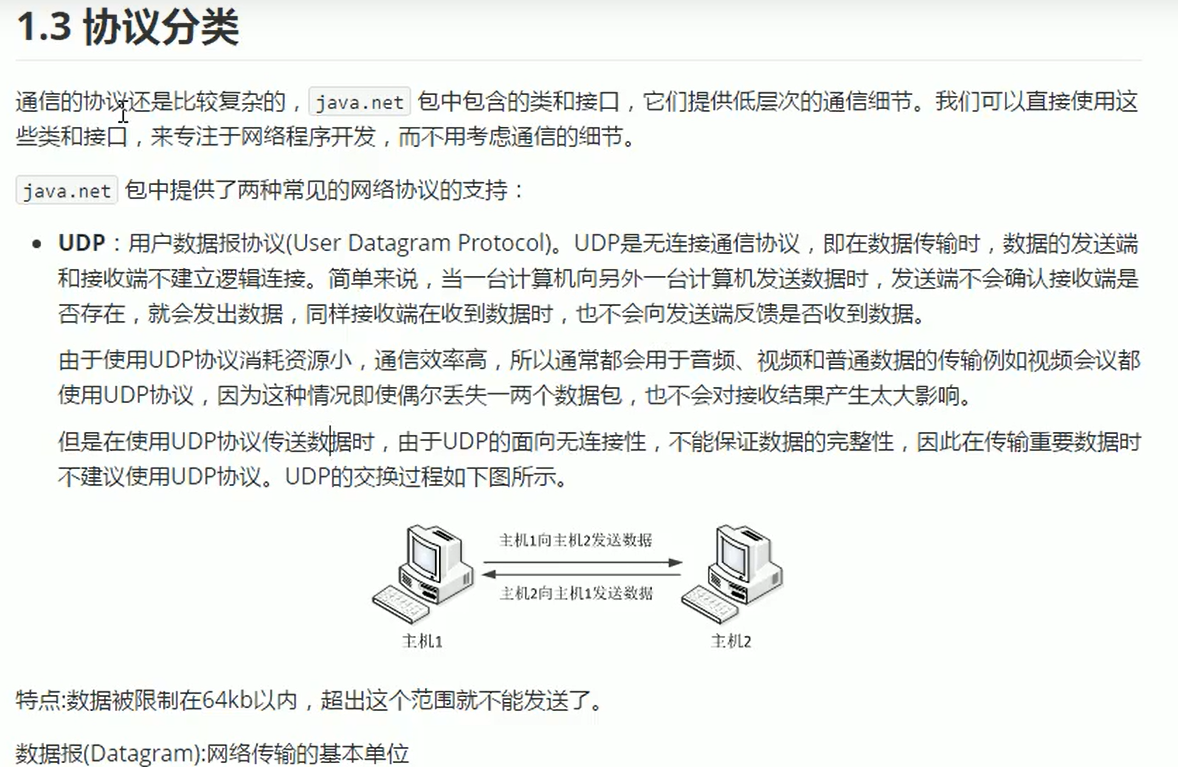 1.3 协议分类
通信的协议还是比较复杂的，java.net 包中包含的类和接口，它们提供低层次的通信细节。我们可以直接使用这
些类和接口，来专注于网络程序开发，而不用考虑通信的细节。
java.net 包中提供了两种常见的网络协议的支持：
UDP：用户数据报协议(User Datagram Protocol)。UDP是无连接通信协议，即在数据传输时，数据的发送端
和接收端不建立逻辑连接。简单来说，当一台计算机向另外一台计算机发送数据时，发送端不会确认接收端是
否存在，就会发出数据，同样接收端在收到数据时，也不会向发送端反馈是否收到数据。
由于使用UDP协议消耗资源小，通信效率高，所以通常都会用于音频、视频和普通数据的传输例如视频会议都
使用UDP协议，因为这种情况即使偶尔丢失一两个数据包，也不会对接收结果产生太大影响。
但是在使用UDP协议传送数据时，由于UDP的面向无连接性，不能保证数据的完整性，因此在传输重要数据时
不建议使用UDP协议。UDP的交换过程如下图所示。
主机1向主机2发送数据
主机2向主机1发送数据
主机1
主机2
特点:数据被限制在64kb以内，超出这个范围就不能发送了。
数据报(Datagram):网络传输的基本单位